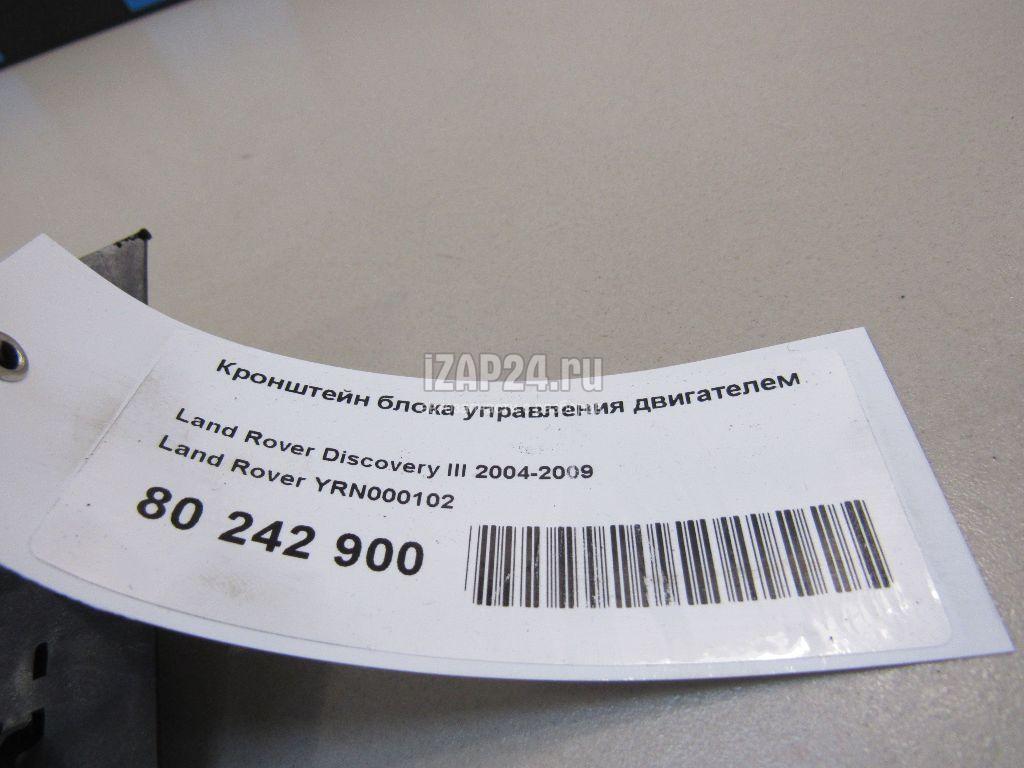 iZAP24.ru
Кронштейн блока управления двигателем
Land Rover Discovery III 2004-2009
Land Rover YRN000102
80 242 900